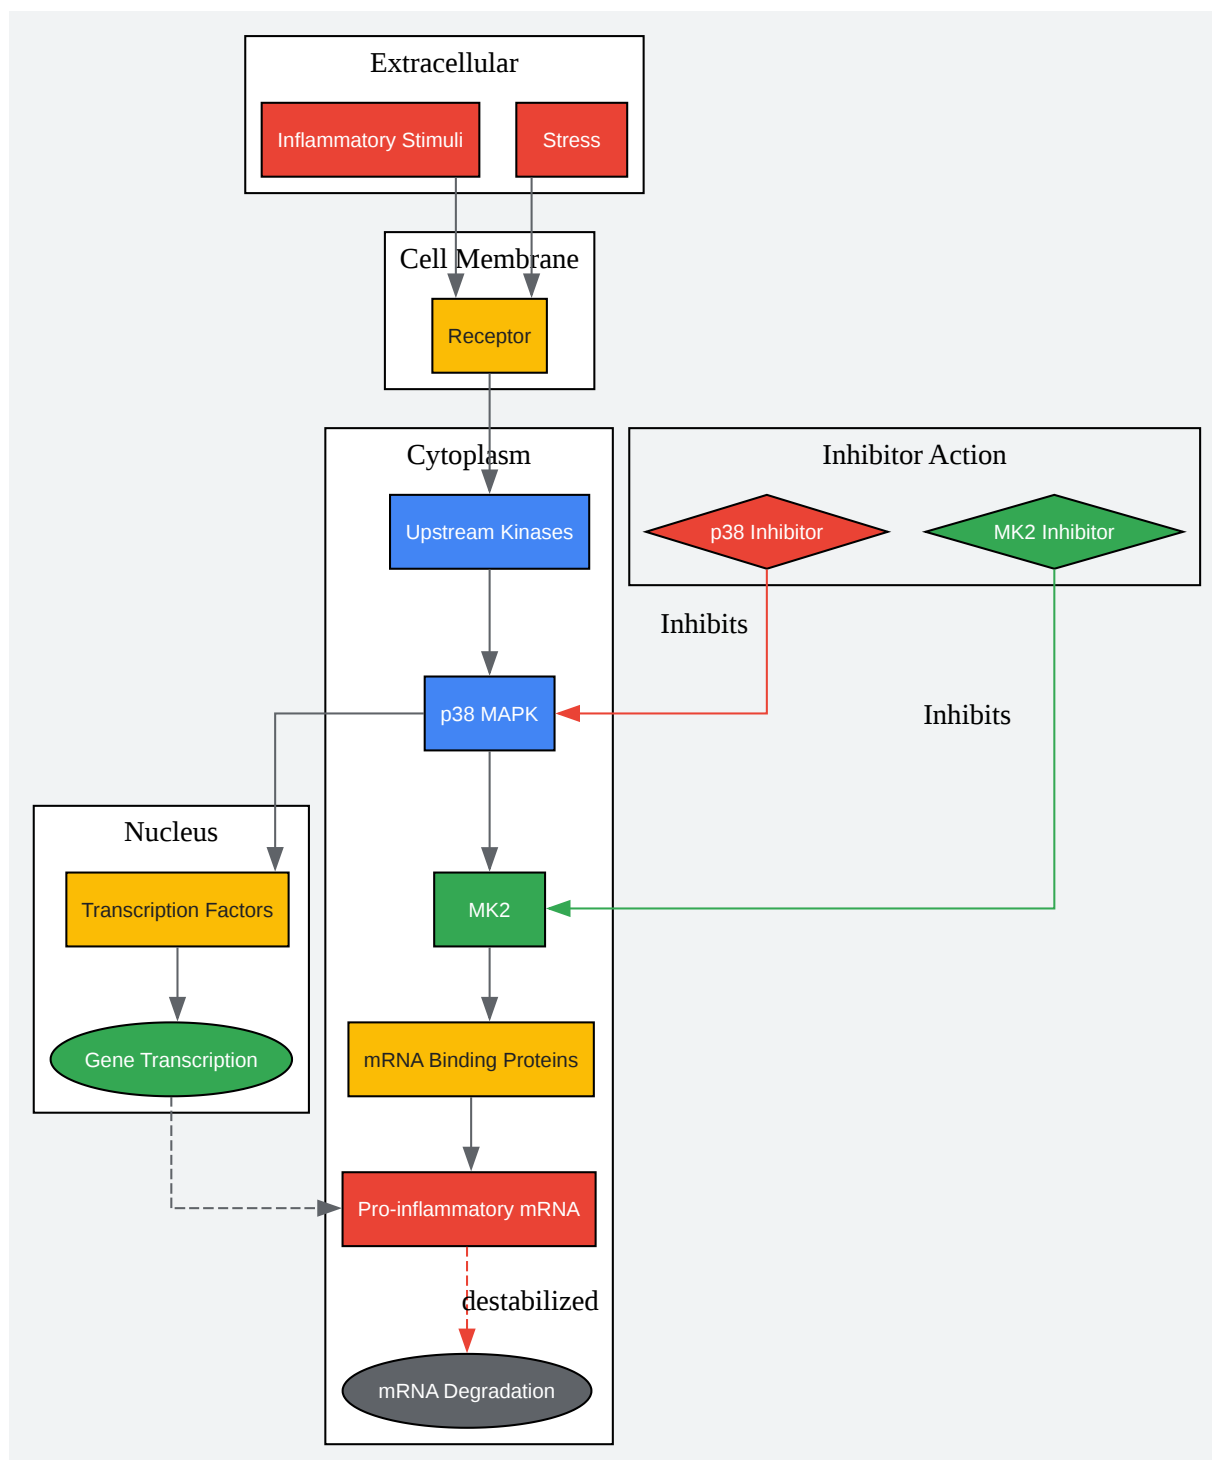 Extracellular
Inflammatory Stimuli
Stress
Cell Membrane
Receptor
Cytoplasm
Inhibitor Action
Upstream Kinases
p38 Inhibitor
MK2 Inhibitor
Inhibits
p38 MAPK
Inhibits
Nucleus
Transcription Factors
MK2
Gene Transcription
mRNA Binding Proteins
Pro-inflammatory mRNA
destabilized
mRNA Degradation